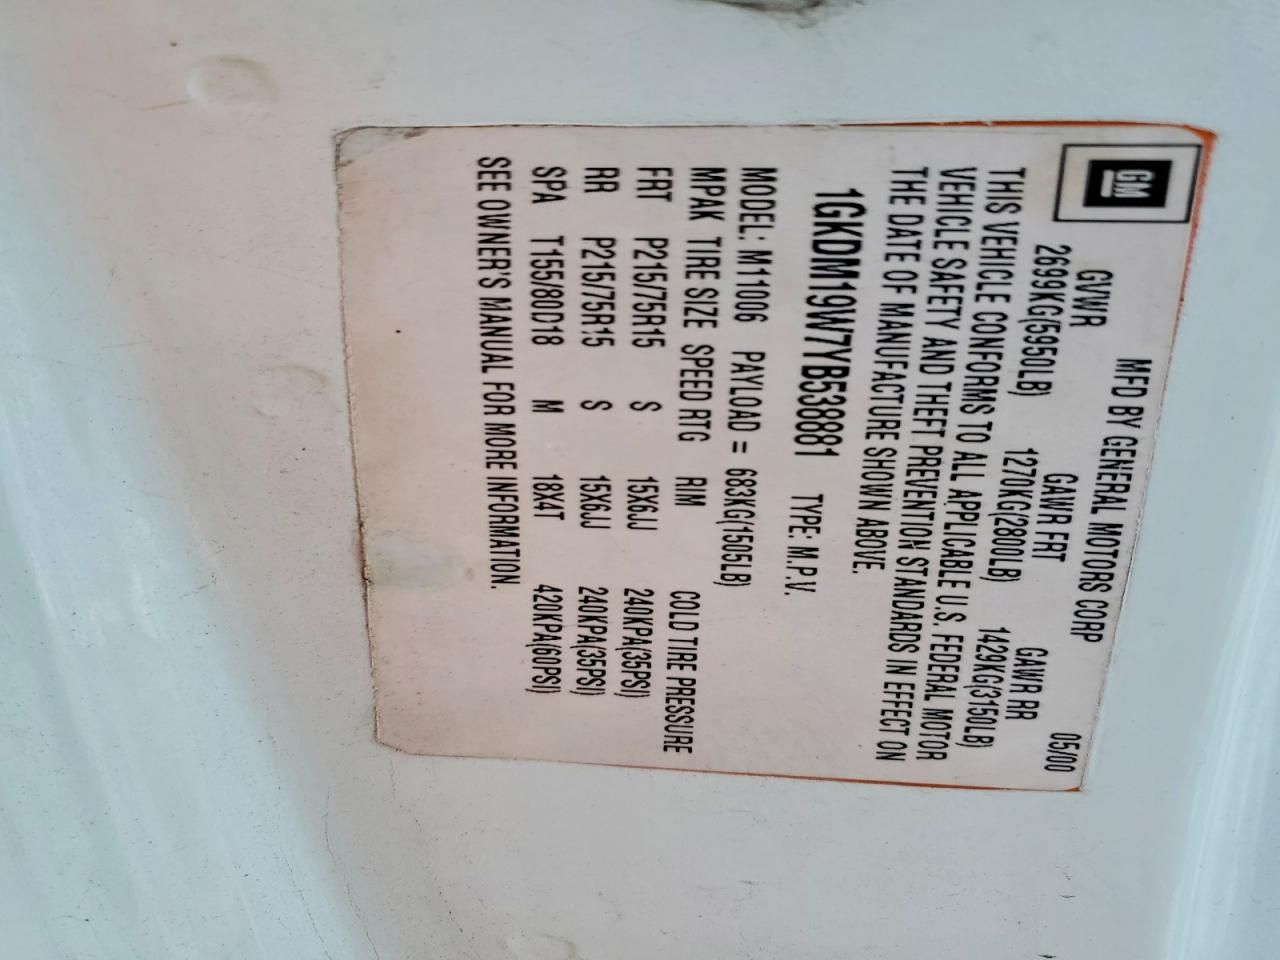 GM
MFD BY GENERAL MOTORS CORP 05/00
GVWR GAWR FRT GAWR RR
2699KG(5950LB) 1270KG(2800LB) 1429KG(3150LB)
THIS VEHICLE CONFORMS TO ALL APPLICABLE U.S. FEDERAL MOTOR
VEHICLE SAFETY AND THEFT PREVENTION STANDARDS IN EFFECT ON
THE DATE OF MANUFACTURE SHOWN ABOVE.
1GKDM19W7YB538881 TYPE: M.P.V.
MODEL: M11006 PAYLOAD = 683KG(1505LB)
MPAK TIRE SIZE SPEED RTG RIM COLD TIRE PRESSURE
FRT P215/75R15 S 15X6JJ 240KPA(35PSI)
RR P215/75R15 S 15X6JJ 240KPA(35PSI)
SPA T155/80D18 M 18X4T 420KPA(60PSI)
SEE OWNER'S MANUAL FOR MORE INFORMATION.